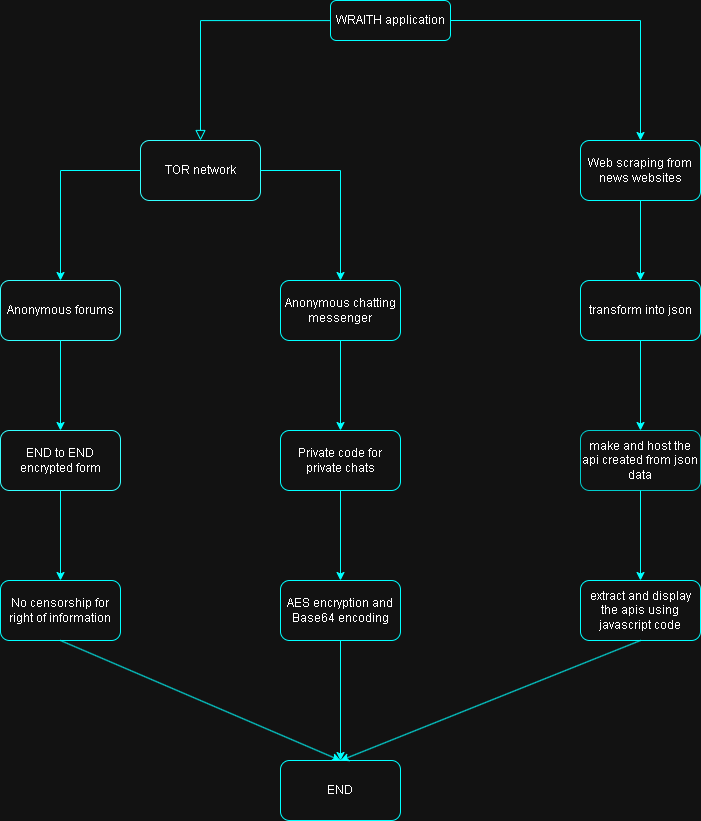 WRAITH application
TOR network
Web scraping from
news websites
Anonymous forums
Anonymous chatting
messenger
transform into json
END to END
encrypted form
Private code for
private chats
make and host the
api created from json
data
No censorship for
right of information
AES encryption and
Base64 encoding
extract and display
the apis using
javascript code
END